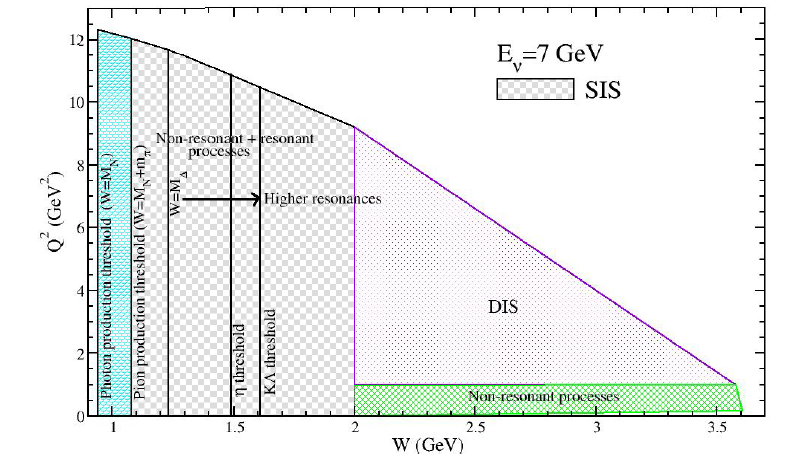 E_ν=7 GeV
SIS
Non-resonant + resonant
processes
Higher resonances
Photon production threshold (W=M_N)
Pion production threshold (W=M_N+m_π)
W=M_Δ
η threshold
KΛ threshold
DIS
Non-resonant processes
Q² (GeV²)
12
10
8
6
4
2
0
1
1.5
2
2.5
3
3.5
W (GeV)